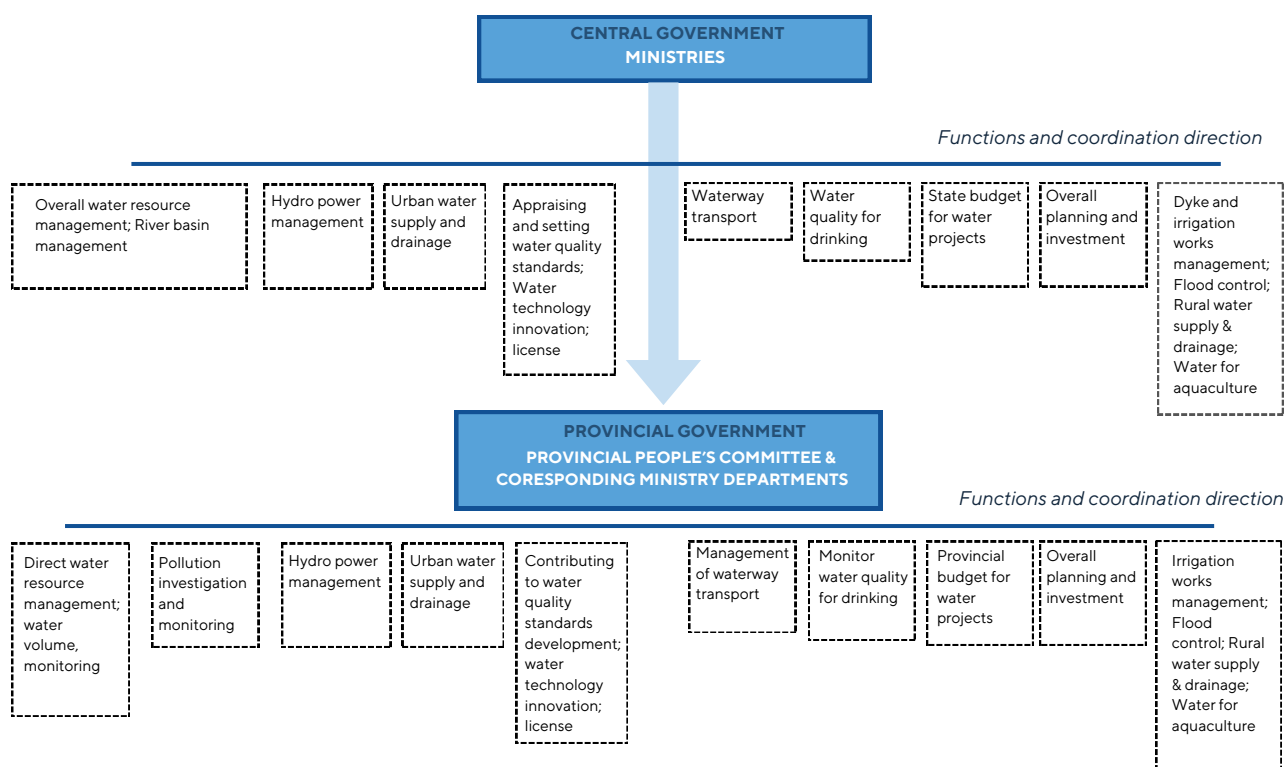 CENTRAL GOVERNMENT
MINISTRIES
Functions and coordination direction
Overall water resource
management; River basin
management
Hydro power
management
Urban water
supply and
drainage
Appraising
and setting
water quality
standards;
Water
technology
innovation;
license
Waterway
transport
Water
quality for
drinking
State budget
for water
projects
Overall
planning and
investment
Dyke and
irrigation
works
management;
Flood control;
Rural water
supply &
drainage;
Water for
aquaculture
PROVINCIAL GOVERNMENT
PROVINCIAL PEOPLE'S COMMITTEE &
CORESPONDING MINISTRY DEPARTMENTS
Functions and coordination direction
Direct water
resource
management;
water
volume,
monitoring
Pollution
investigation
and
monitoring
Hydro power
management
Urban water
supply and
drainage
Contributing
to water
quality
standards
development;
water
technology
innovation;
license
Management
of waterway
transport
Monitor
water quality
for drinking
Provincial
budget for
water
projects
Overall
planning and
investment
Irrigation
works
management;
Flood
control; Rural
water supply
& drainage;
Water for
aquaculture